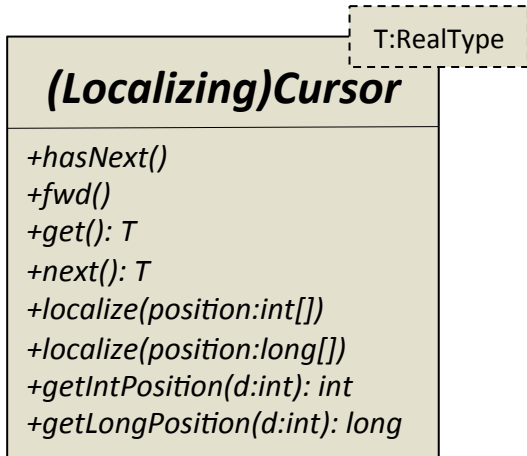 T:RealType
(Localizing)Cursor
+hasNext()
+fwd()
+get(): T
+next(): T
+localize(position:int[])
+localize(position:long[])
+getIntPosition(d:int): int
+getLongPosition(d:int): long